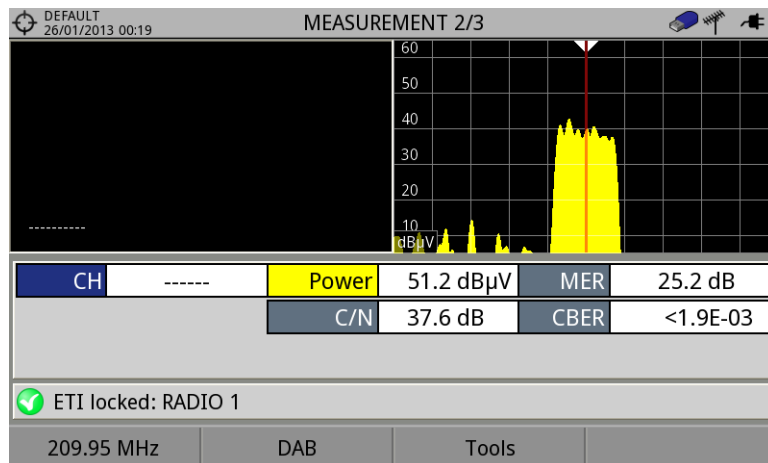 DEFAULT
26/01/2013 00:19
MEASUREMENT 2/3
60
50
40
30
20
10
dBµV
----------
CH ------ Power 51.2 dBµV MER 25.2 dB
C/N 37.6 dB CBER <1.9E-03
ETI locked: RADIO 1
209.95 MHz DAB Tools